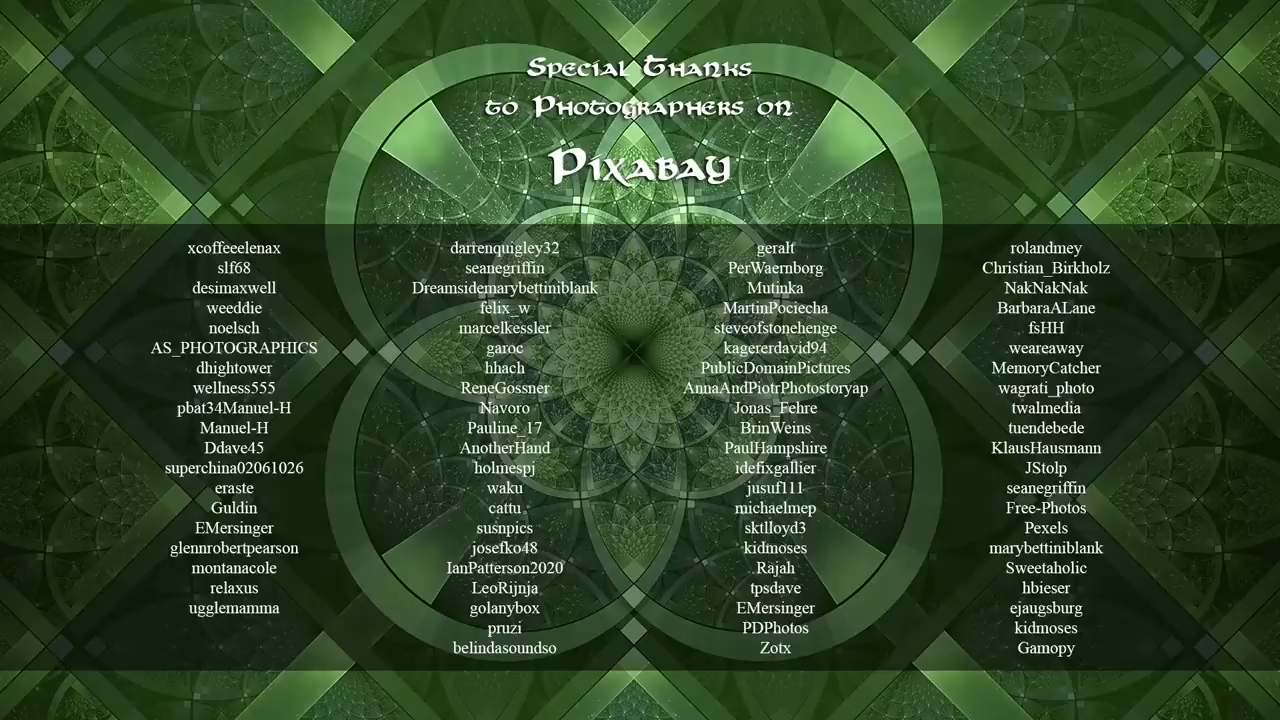 Special Thanks
to Photographers on
Pixabay
xcoffeeelenax
slf68
desimaxwell
weeddie
noelsch
AS_PHOTOGRAPHICS
dhightower
wellness555
pbat34Manuel-H
Manuel-H
Ddave45
superchina02061026
eraste
Guldin
EMersinger
glennrobertpearson
montanacole
relaxus
ugglemamma
darrenquigley32
seanegriffin
Dreamsidemarybettiniblank
felix_w
marcelkessler
garoc
hhach
ReneGossner
Navoro
Pauline_17
AnotherHand
holmespj
waku
cattu
susnpics
josefko48
IanPatterson2020
LeoRijnja
golanybox
pruzi
belindasoundso
geralt
PerWaernborg
Mutinka
MartinPociecha
steveofstonehenge
kagererdavid94
PublicDomainPictures
AnnaAndPiotrPhotostoryap
Jonas_Fehre
BrinWeins
PaulHampshire
idefixgallier
jusuf111
michaelmep
sktlloyd3
kidmoses
Rajah
tpsdave
EMersinger
PDPhotos
Zotx
rolandmey
Christian_Birkholz
NakNakNak
BarbaraALane
fsHH
weareaway
MemoryCatcher
wagrati_photo
twalmedia
tuendebede
KlausHausmann
JStolp
seanegriffin
Free-Photos
Pexels
marybettiniblank
Sweetaholic
hbieser
ejaugsburg
kidmoses
Gamopy